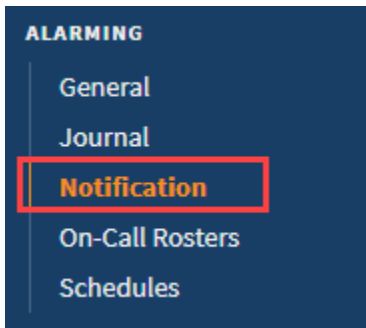 ALARMING
General
Journal
Notification
On-Call Rosters
Schedules